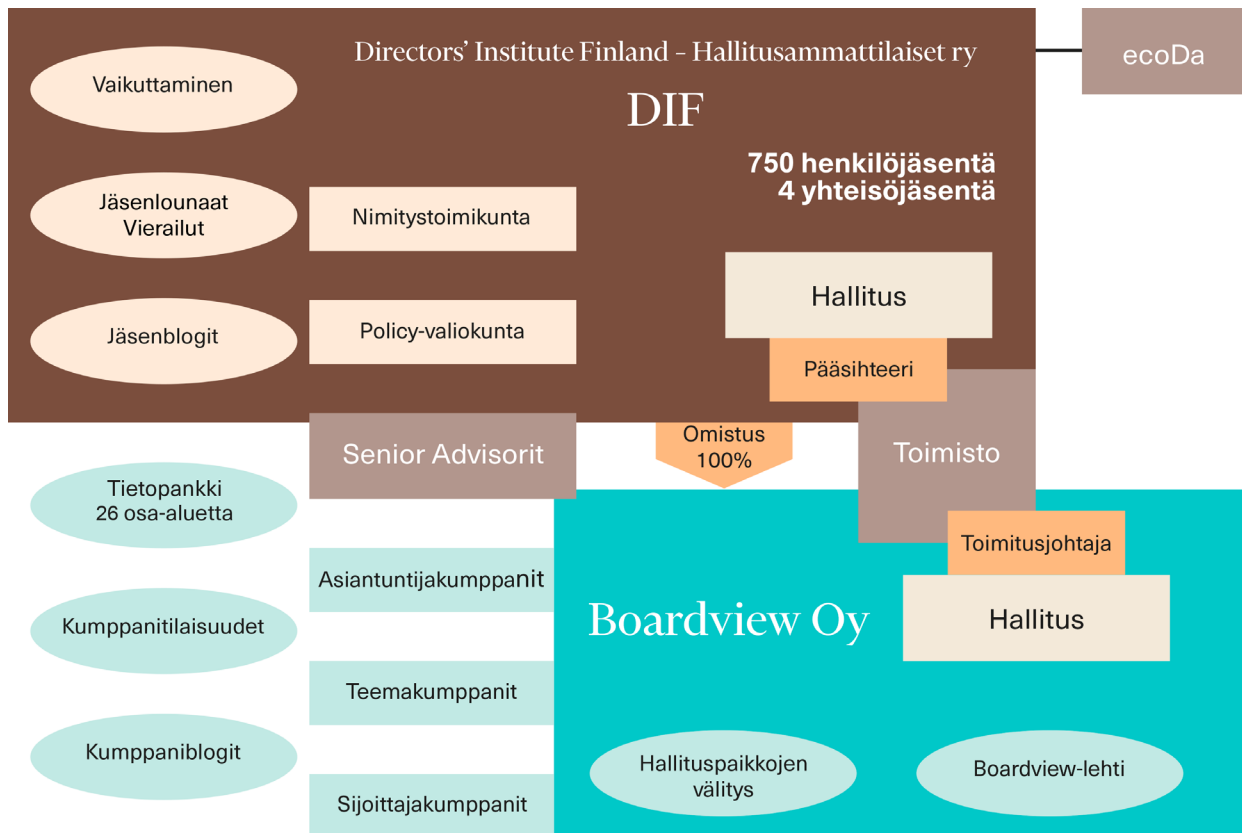 Directors’ Institute Finland – Hallitusammattilaiset ry
DIF
ecoDa
Vaikuttaminen
750 henkilöjäsentä
4 yhteisöjäsentä
Jäsenlounaat
Vierailut
Nimitystoimikunta
Hallitus
Jäsenblogit
Policy-valiokunta
Pääsihteeri
Senior Advisorit
Omistus
100%
Toimisto
Tietopankki
26 osa-aluetta
Toimitusjohtaja
Asiantuntijakumppanit
Boardview Oy
Hallitus
Kumppanitilaisuudet
Teemakumppanit
Kumppaniblogit
Hallituspaikkojen
välitys
Boardview-lehti
Sijoittajakumppanit